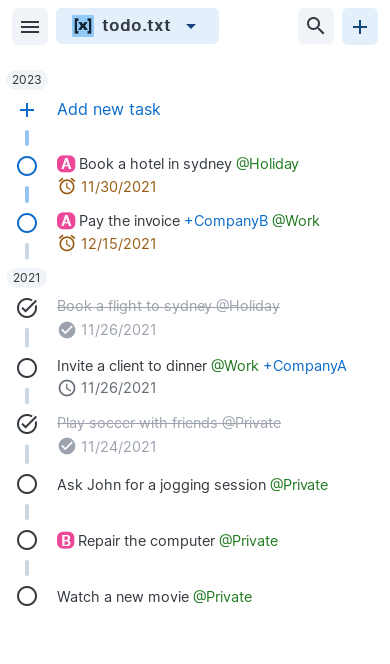 [x] todo.txt
2023
Add new task
A Book a hotel in sydney @Holiday
11/30/2021
A Pay the invoice +CompanyB @Work
12/15/2021
2021
Book a flight to sydney @Holiday
11/26/2021
Invite a client to dinner @Work +CompanyA
11/26/2021
Play soccer with friends @Private
11/24/2021
Ask John for a jogging session @Private
B Repair the computer @Private
Watch a new movie @Private